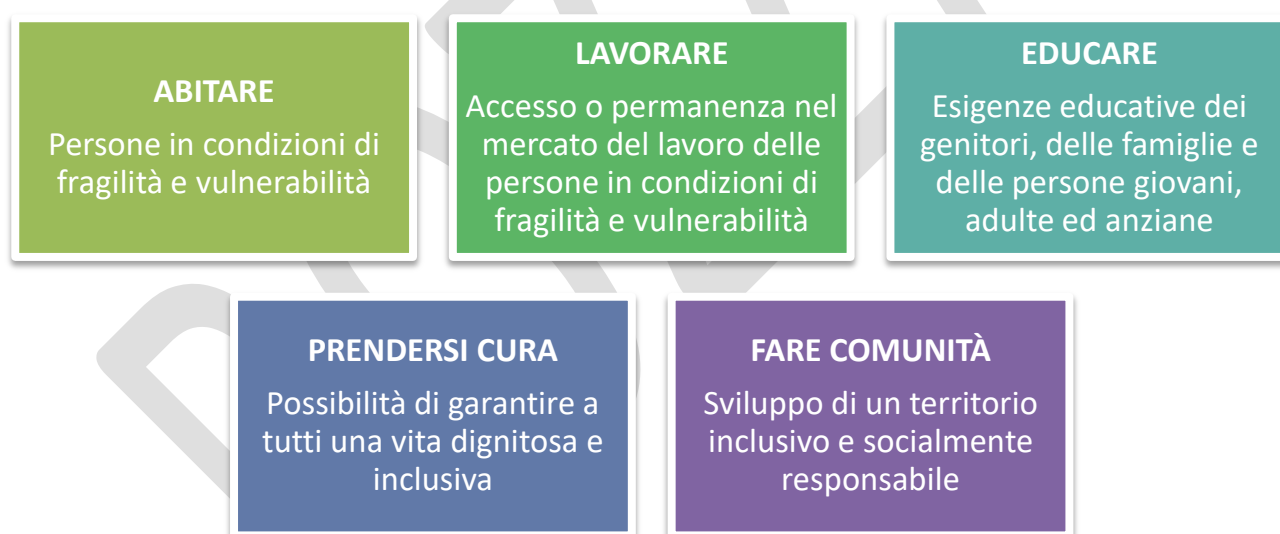 ABITARE
Persone in condizioni di
fragilità e vulnerabilità
LAVORARE
Accesso o permanenza nel
mercato del lavoro delle
persone in condizioni di
fragilità e vulnerabilità
EDUCARE
Esigenze educative dei
genitori, delle famiglie e
delle persone giovani,
adulte ed anziane
PRENDERSI CURA
Possibilità di garantire a
tutti una vita dignitosa e
inclusiva
FARE COMUNITÀ
Sviluppo di un territorio
inclusivo e socialmente
responsabile